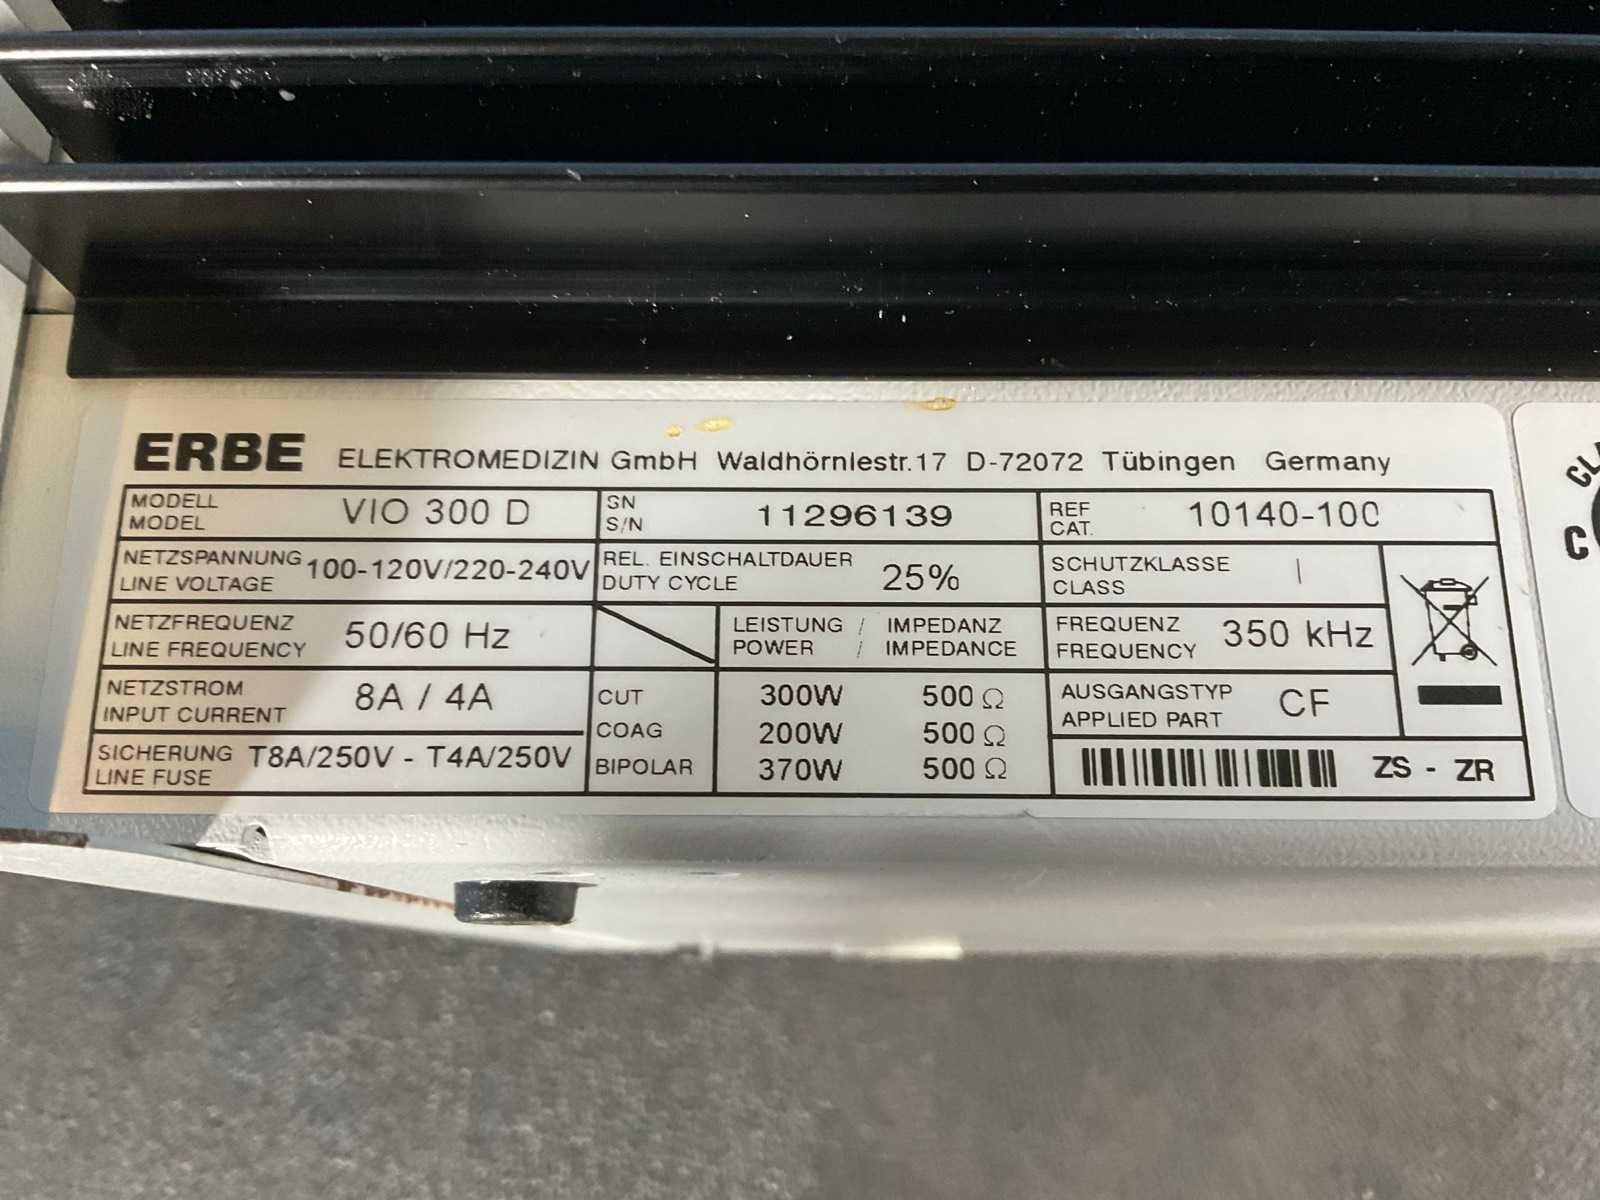 ERBE ELEKTROMEDIZIN GmbH Waldhörnlestr.17 D-72072 Tübingen Germany
MODELL
MODEL
VIO 300 D
SN
S/N
11296139
REF
CAT.
10140-100
NETZSPANNUNG
LINE VOLTAGE
100-120V/220-240V
REL. EINSCHALTDAUER
DUTY CYCLE
25%
SCHUTZKLASSE
CLASS
I
NETZFREQUENZ
LINE FREQUENCY
50/60 Hz
LEISTUNG / IMPEDANZ
POWER / IMPEDANCE
FREQUENZ
FREQUENCY
350 kHz
NETZSTROM
INPUT CURRENT
8A / 4A
CUT 300W 500 Ω
COAG 200W 500 Ω
BIPOLAR 370W 500 Ω
AUSGANGSTYP
APPLIED PART
CF
SICHERUNG
LINE FUSE
T8A/250V - T4A/250V
ZS - ZR
C